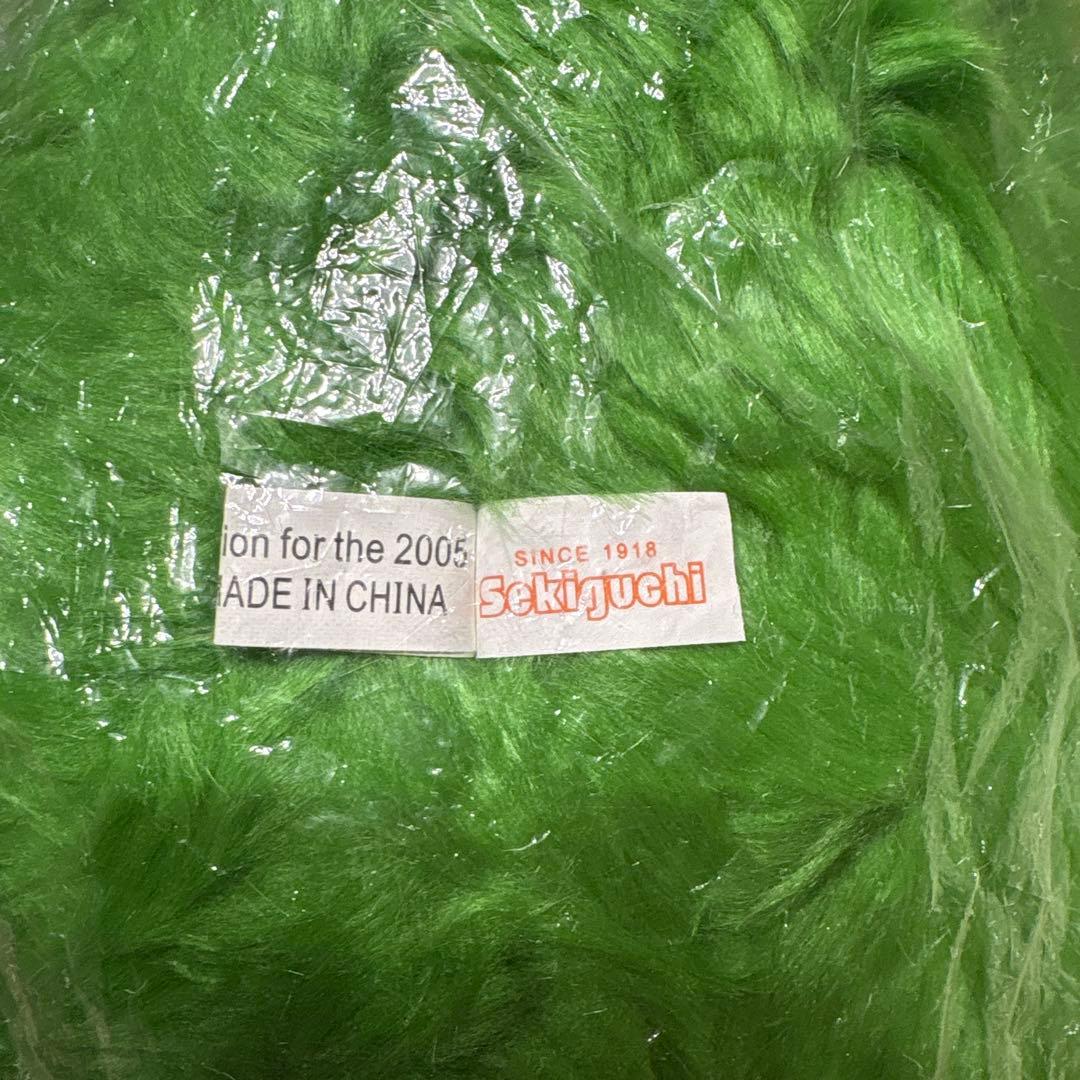 ion for the 2005
ADE IN CHINA
SINCE 1918
Sekiguchi